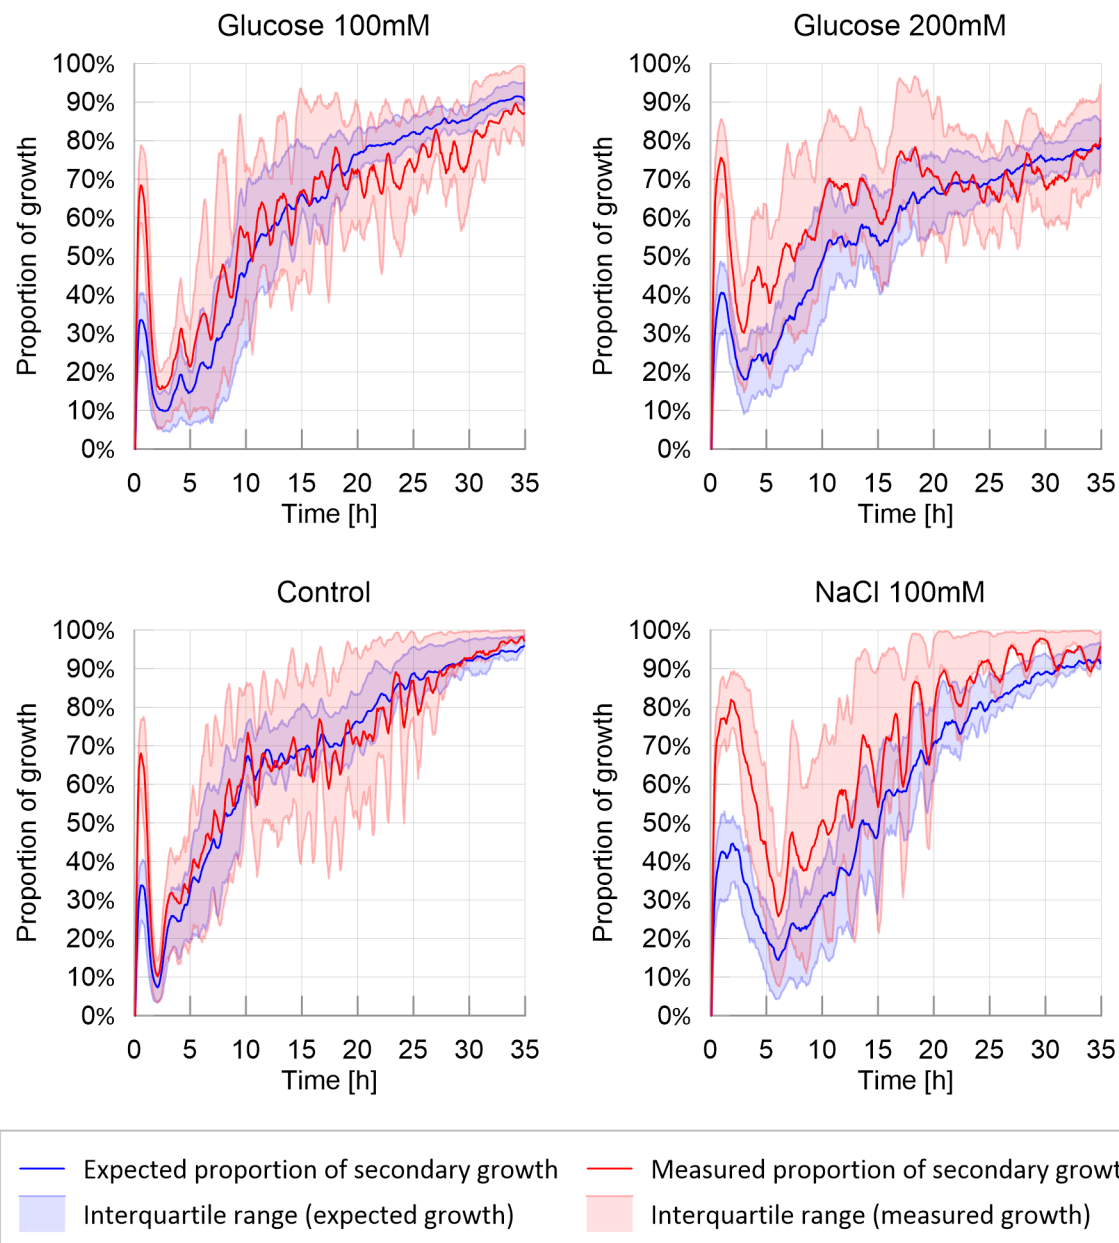 Glucose 100mM
Glucose 200mM
Proportion of growth
100%
90%
80%
70%
60%
50%
40%
30%
20%
10%
0%
0 5 10 15 20 25 30 35
Time [h]
Proportion of growth
100%
90%
80%
70%
60%
50%
40%
30%
20%
10%
0%
0 5 10 15 20 25 30 35
Time [h]
Control
NaCl 100mM
Proportion of growth
100%
90%
80%
70%
60%
50%
40%
30%
20%
10%
0%
0 5 10 15 20 25 30 35
Time [h]
Proportion of growth
100%
90%
80%
70%
60%
50%
40%
30%
20%
10%
0%
0 5 10 15 20 25 30 35
Time [h]
Expected proportion of secondary growth
Measured proportion of secondary growt
Interquartile range (expected growth)
Interquartile range (measured growth)